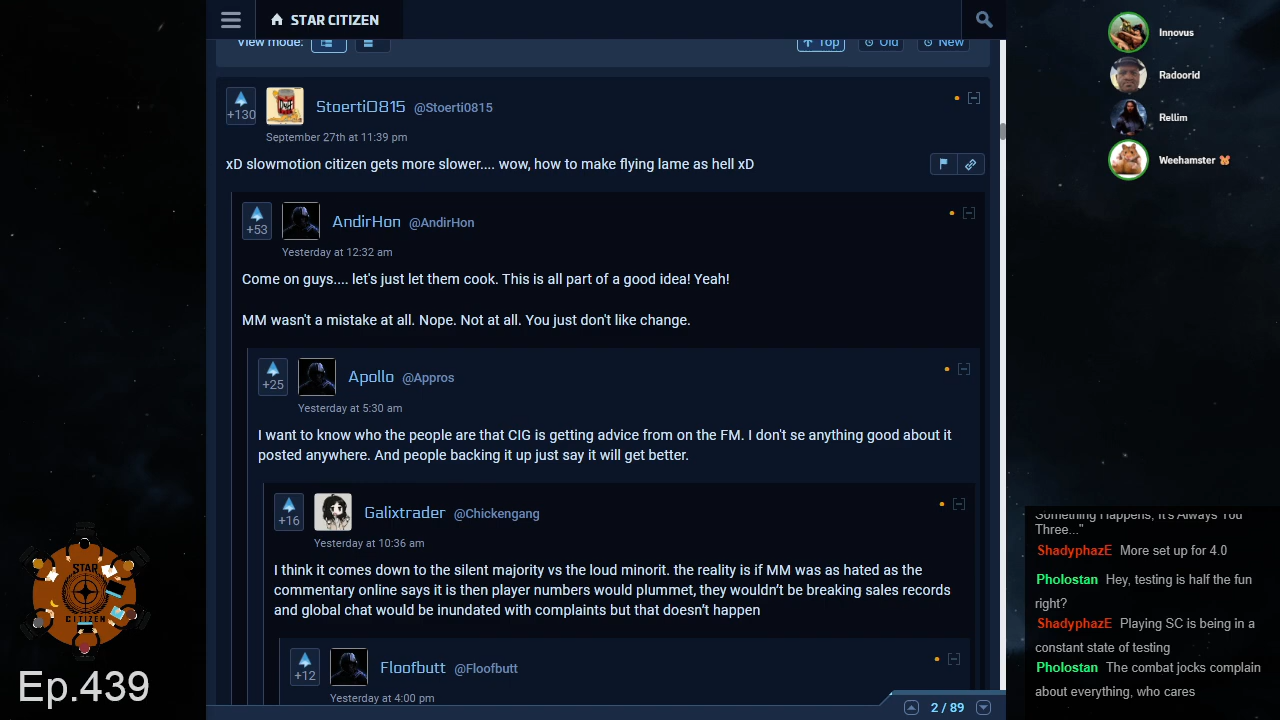 STAR CITIZEN
View mode:
Top
Old
New
+130
Stoerti0815 @Stoerti0815
September 27th at 11:39 pm
xD slowmotion citizen gets more slower.... wow, how to make flying lame as hell xD
+53
AndirHon @AndirHon
Yesterday at 12:32 am
Come on guys.... let's just let them cook. This is all part of a good idea! Yeah!
MM wasn't a mistake at all. Nope. Not at all. You just don't like change.
+25
Apollo @Appros
Yesterday at 5:30 am
I want to know who the people are that CIG is getting advice from on the FM. I don't se anything good about it
posted anywhere. And people backing it up just say it will get better.
+16
Galixtrader @Chickengang
Yesterday at 10:36 am
I think it comes down to the silent majority vs the loud minorit. the reality is if MM was as hated as the
commentary online says it is then player numbers would plummet, they wouldn't be breaking sales records
and global chat would be inundated with complaints but that doesn't happen
+12
Floofbutt @Floofbutt
Yesterday at 4:00 pm
2 / 89
Innovus
Radoorid
Rellim
Weehamster
Something Happens, It's Always You
Three..."
ShadyphazE More set up for 4.0
Pholostan Hey, testing is half the fun
right?
ShadyphazE Playing SC is being in a
constant state of testing
Pholostan The combat jocks complain
about everything, who cares
STAR
CITIZEN
Ep.439